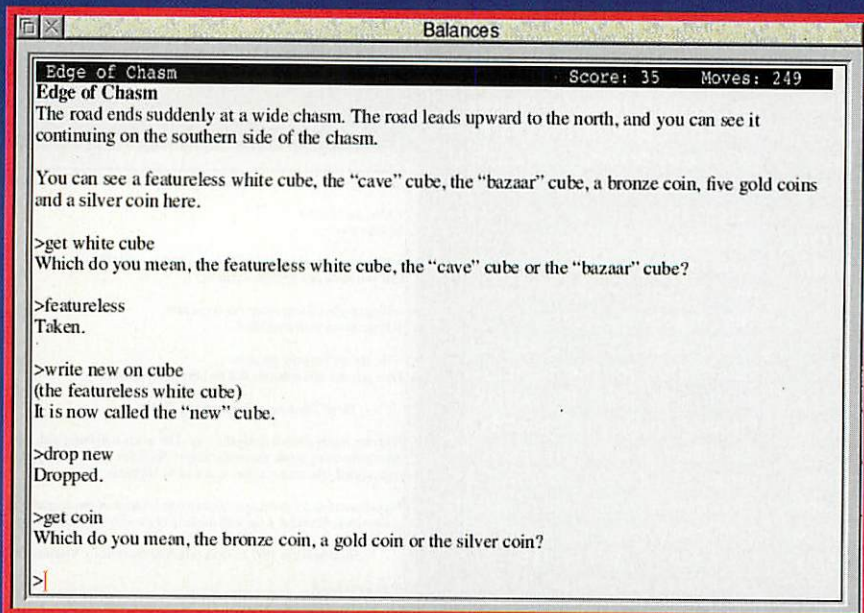 Balances
Edge of Chasm Score: 35 Moves: 249
Edge of Chasm
The road ends suddenly at a wide chasm. The road leads upward to the north, and you can see it
continuing on the southern side of the chasm.
You can see a featureless white cube, the “cave” cube, the “bazaar” cube, a bronze coin, five gold coins
and a silver coin here.
>get white cube
Which do you mean, the featureless white cube, the “cave” cube or the “bazaar” cube?
>featureless
Taken.
>write new on cube
(the featureless white cube)
It is now called the “new” cube.
>drop new
Dropped.
>get coin
Which do you mean, the bronze coin, a gold coin or the silver coin?
>